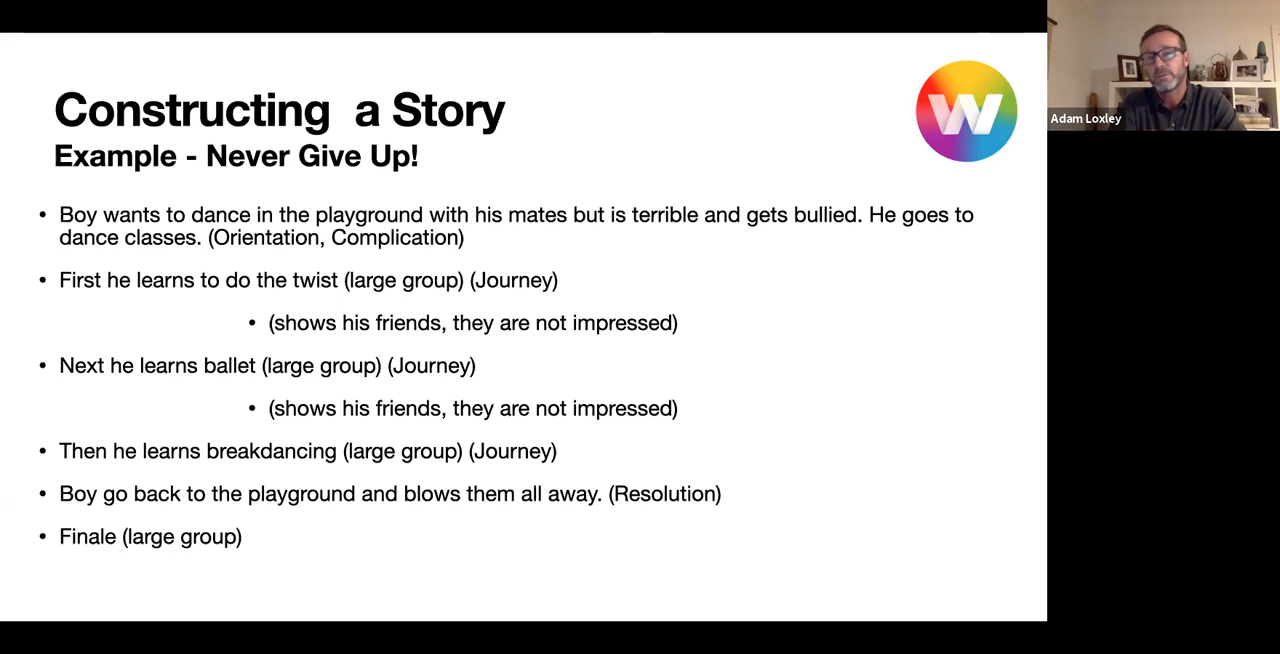 Constructing  a Story
Example - Never Give Up!
W
Adam Loxley
• Boy wants to dance in the playground with his mates but is terrible and gets bullied. He goes to
dance classes. (Orientation, Complication)
• First he learns to do the twist (large group) (Journey)
• (shows his friends, they are not impressed)
• Next he learns ballet (large group) (Journey)
• (shows his friends, they are not impressed)
• Then he learns breakdancing (large group) (Journey)
• Boy go back to the playground and blows them all away. (Resolution)
• Finale (large group)